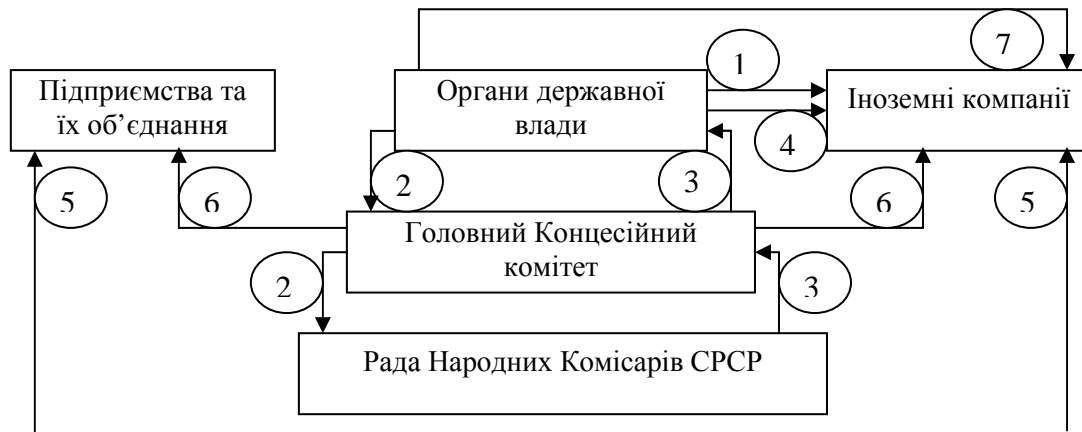 7
1
Підприємства та
їх об’єднання
Органи державної
влади
Іноземні компанії
4
5
6
2
3
6
5
Головний Концесійний
комітет
2
3
Рада Народних Комісарів СРСР